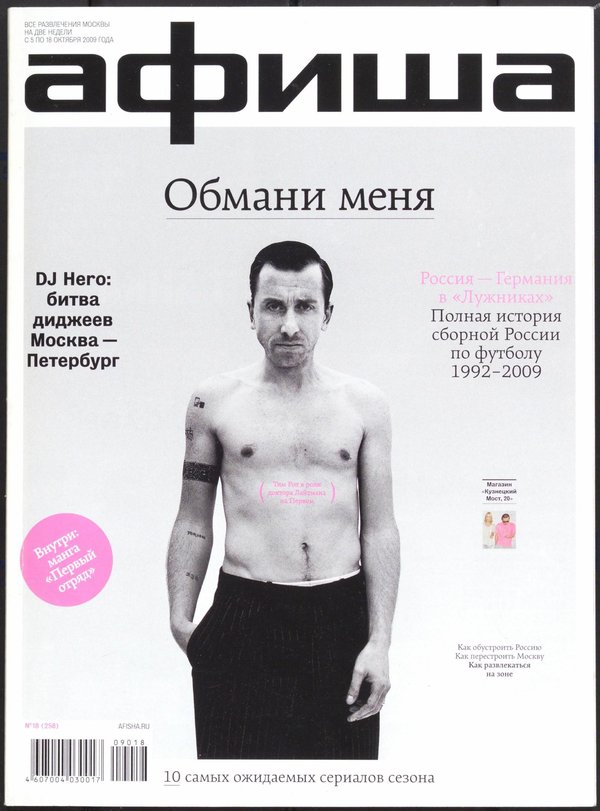 ВСЕ РАЗВЛЕЧЕНИЯ МОСКВЫ
НА ДВЕ НЕДЕЛИ
С 5 ПО 18 ОКТЯБРЯ 2009 ГОДА
афиша
Обмани меня
DJ Hero:
битва
диджеев
Москва —
Петербург
Россия — Германия
в «Лужниках»
Полная история
сборной России
по футболу
1992–2009
(Тим Рот в роли
доктора Лайтмана
на Первом)
Магазин
«Кузнецкий
Мост, 20»
Внутри:
манга
«Первый
отряд»
Как обустроить Россию
Как перестроить Москву
Как развлекаться
на зоне
№18 (258)
AFISHA.RU
09018
4 607004 030017
10 самых ожидаемых сериалов сезона